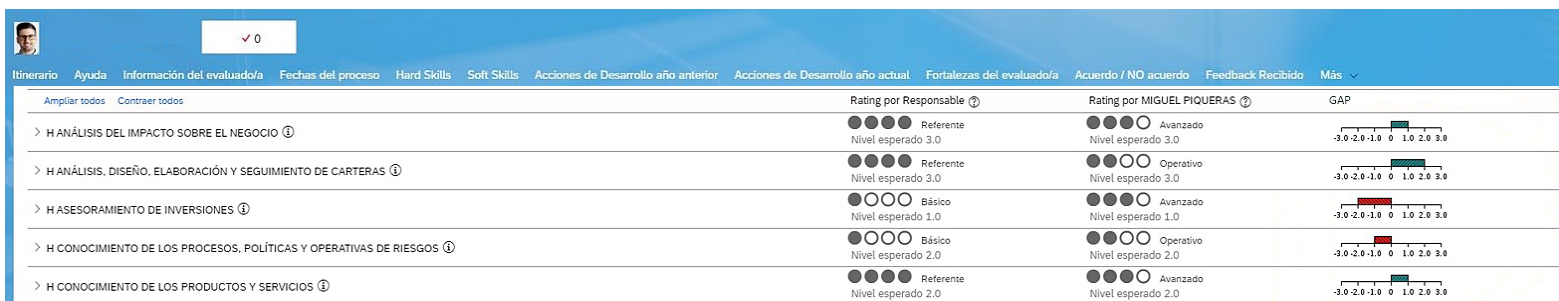 ✓ 0
Itinerario Ayuda Información del evaluado/a Fechas del proceso Hard Skills Soft Skills Acciones de Desarrollo año anterior Acciones de Desarrollo año actual Fortalezas del evaluado/a Acuerdo / NO acuerdo Feedback Recibido Más
Ampliar todos Contraer todos Rating por Responsable ? Rating por MIGUEL PIQUERAS ? GAP
> H ANÁLISIS DEL IMPACTO SOBRE EL NEGOCIO i Referente Avanzado
Nivel esperado 3.0 Nivel esperado 3.0 -3.0 -2.0 -1.0 0 1.0 2.0 3.0
> H ANÁLISIS, DISEÑO, ELABORACIÓN Y SEGUIMIENTO DE CARTERAS i Referente Operativo
Nivel esperado 3.0 Nivel esperado 3.0 -3.0 -2.0 -1.0 0 1.0 2.0 3.0
> H ASESORAMIENTO DE INVERSIONES i Básico Avanzado
Nivel esperado 1.0 Nivel esperado 1.0 -3.0 -2.0 -1.0 0 1.0 2.0 3.0
> H CONOCIMIENTO DE LOS PROCESOS, POLÍTICAS Y OPERATIVAS DE RIESGOS i Básico Operativo
Nivel esperado 2.0 Nivel esperado 2.0 -3.0 -2.0 -1.0 0 1.0 2.0 3.0
> H CONOCIMIENTO DE LOS PRODUCTOS Y SERVICIOS i Referente Avanzado
Nivel esperado 2.0 Nivel esperado 2.0 -3.0 -2.0 -1.0 0 1.0 2.0 3.0